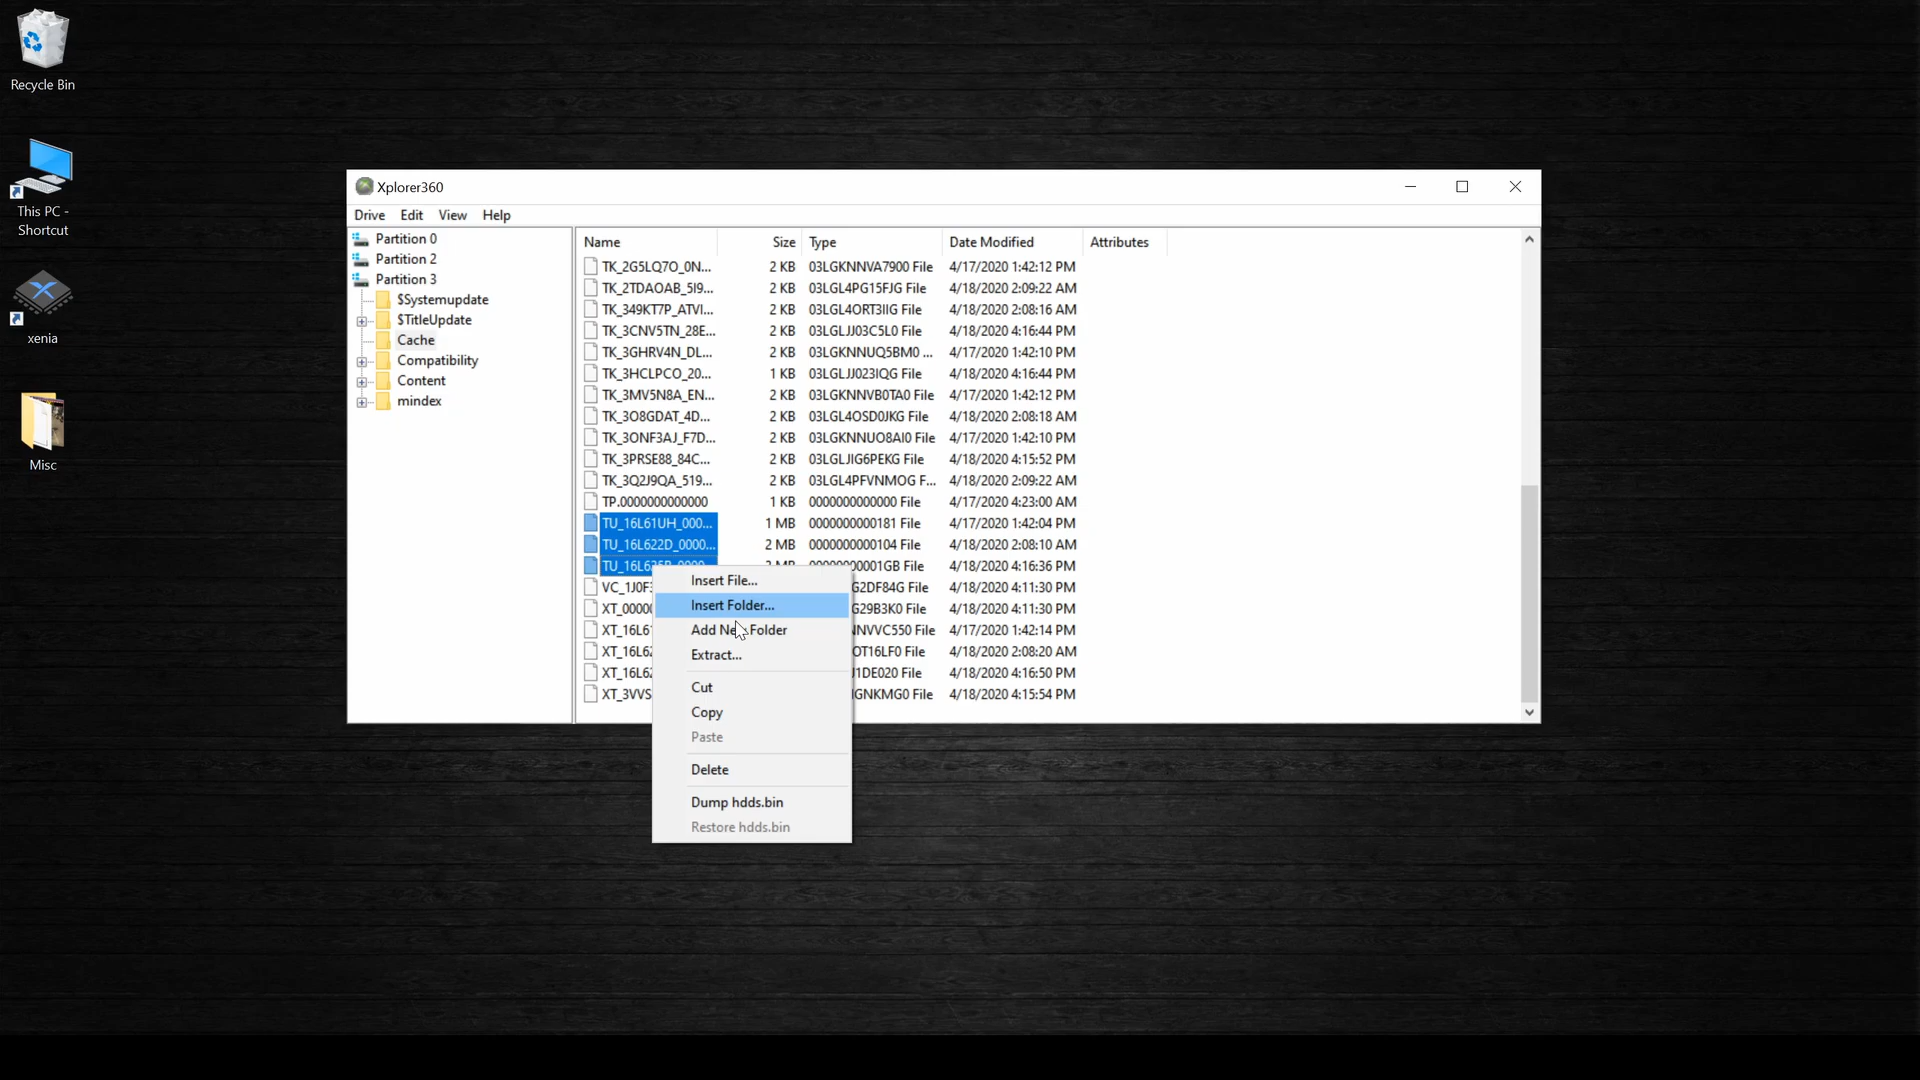 Recycle Bin
This PC -
Shortcut
xenia
Misc
Xplorer360
Drive Edit View Help
Partition 0
Partition 2
Partition 3
$Systemupdate
$TitleUpdate
Cache
Compatibility
Content
mindex
Name Size Type Date Modified Attributes
TK_2G5LQ7O_0N... 2 KB 03LGKNNVA7900 File 4/17/2020 1:42:12 PM
TK_2TDAOAB_5I9... 2 KB 03LGL4PG15FJG File 4/18/2020 2:09:22 AM
TK_349KT7P_ATVI... 2 KB 03LGL4ORT3IIG File 4/18/2020 2:08:16 AM
TK_3CNV5TN_28E... 2 KB 03LGLJJ03C5L0 File 4/18/2020 4:16:44 PM
TK_3GHRV4N_DL... 2 KB 03LGKNNUQ5BM0 ... 4/17/2020 1:42:10 PM
TK_3HCLPCO_20... 1 KB 03LGLJJ023IQG File 4/18/2020 4:16:44 PM
TK_3MV5N8A_EN... 2 KB 03LGKNNVB0TA0 File 4/17/2020 1:42:12 PM
TK_3O8GDAT_4D... 2 KB 03LGL4OSD0JKG File 4/18/2020 2:08:18 AM
TK_3ONF3AJ_F7D... 2 KB 03LGKNNUO8AI0 File 4/17/2020 1:42:10 PM
TK_3PRSE88_84C... 2 KB 03LGLJIG6PEKG File 4/18/2020 4:15:52 PM
TK_3Q2J9QA_519... 2 KB 03LGL4PFVNMOG F... 4/18/2020 2:09:22 AM
TP.0000000000000 1 KB 0000000000000 File 4/17/2020 4:23:00 AM
TU_16L61UH_000... 1 MB 0000000000181 File 4/17/2020 1:42:04 PM
TU_16L622D_0000... 2 MB 0000000000104 File 4/18/2020 2:08:10 AM
4/18/2020 4:16:36 PM
VC_1J0F G2DF84G File 4/18/2020 4:11:30 PM
XT_0000 G29B3K0 File 4/18/2020 4:11:30 PM
XT_16L6 NVVC550 File 4/17/2020 1:42:14 PM
XT_16L6 OT16LF0 File 4/18/2020 2:08:20 AM
XT_16L6 J1DE020 File 4/18/2020 4:16:50 PM
XT_3VVS GNKMG0 File 4/18/2020 4:15:54 PM
Insert File...
Insert Folder...
Add New Folder
Extract...
Cut
Copy
Paste
Delete
Dump hdds.bin
Restore hdds.bin